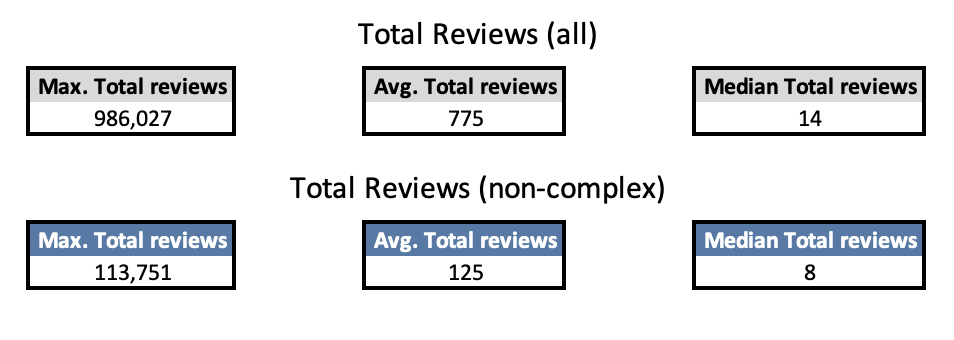 Total Reviews (all)
Max. Total reviews
Avg. Total reviews
Median Total reviews
986,027
775
14
Total Reviews (non-complex)
Max. Total reviews
Avg. Total reviews
Median Total reviews
113,751
125
8